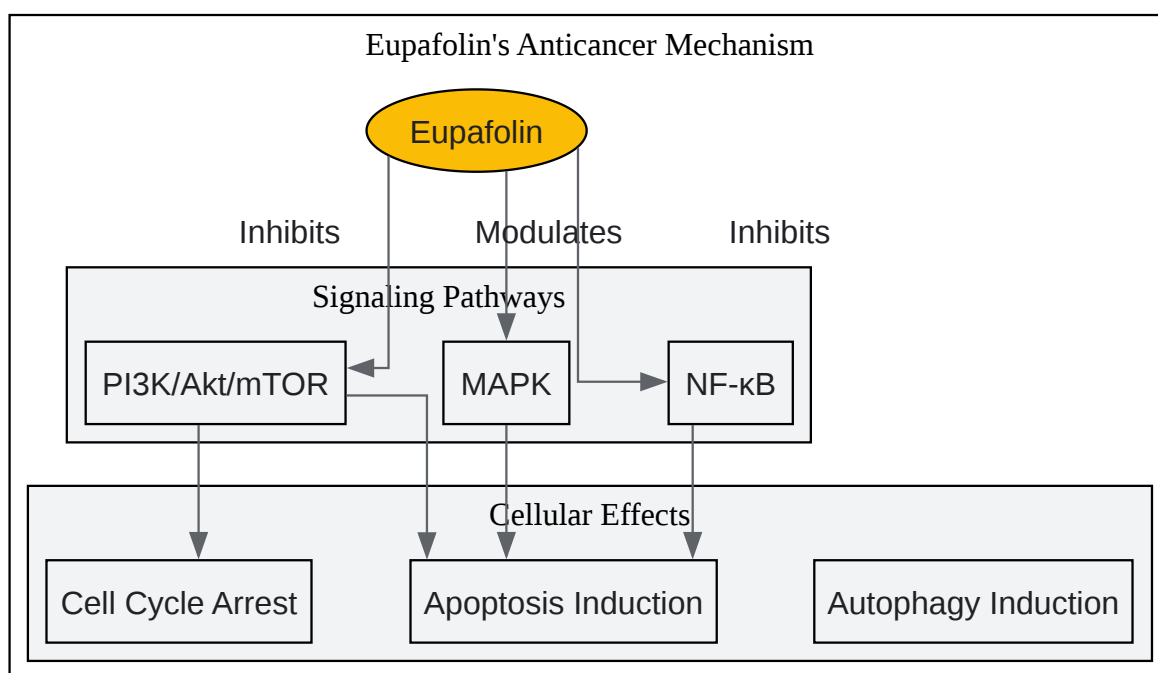 Eupafolin's Anticancer Mechanism
Eupafolin
Inhibits Modulates Inhibits
Signaling Pathways
PI3K/Akt/mTOR MAPK NF-κB
Cellular Effects
Cell Cycle Arrest Apoptosis Induction Autophagy Induction